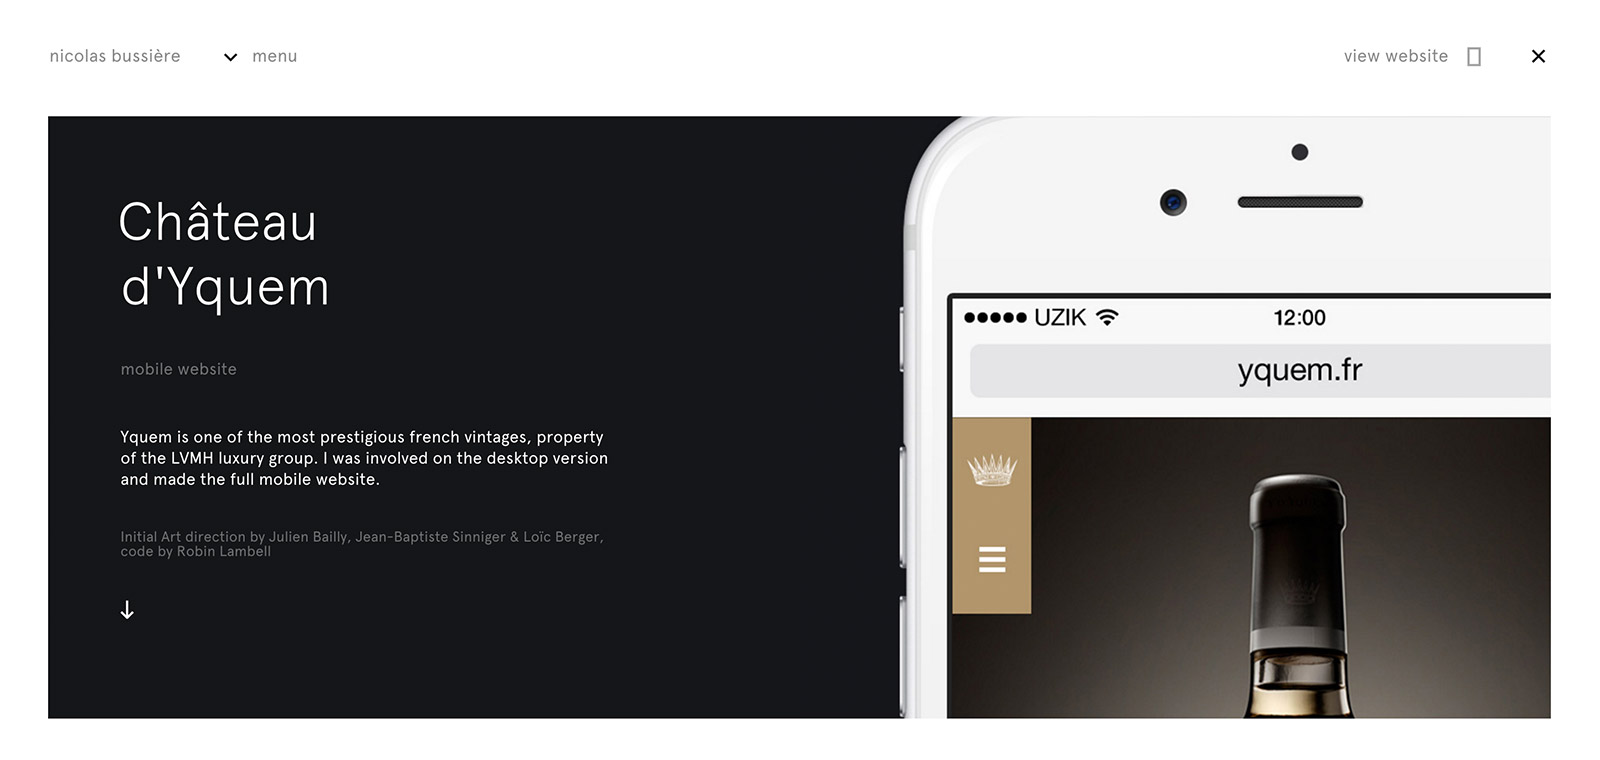 nicolas bussière
menu
view website
Château
d'Yquem
mobile website
Yquem is one of the most prestigious french vintages, property
of the LVMH luxury group. I was involved on the desktop version
and made the full mobile website.
Initial Art direction by Julien Bailly, Jean-Baptiste Sinniger & Loïc Berger,
code by Robin Lambell
UZIK
12:00
yquem.fr